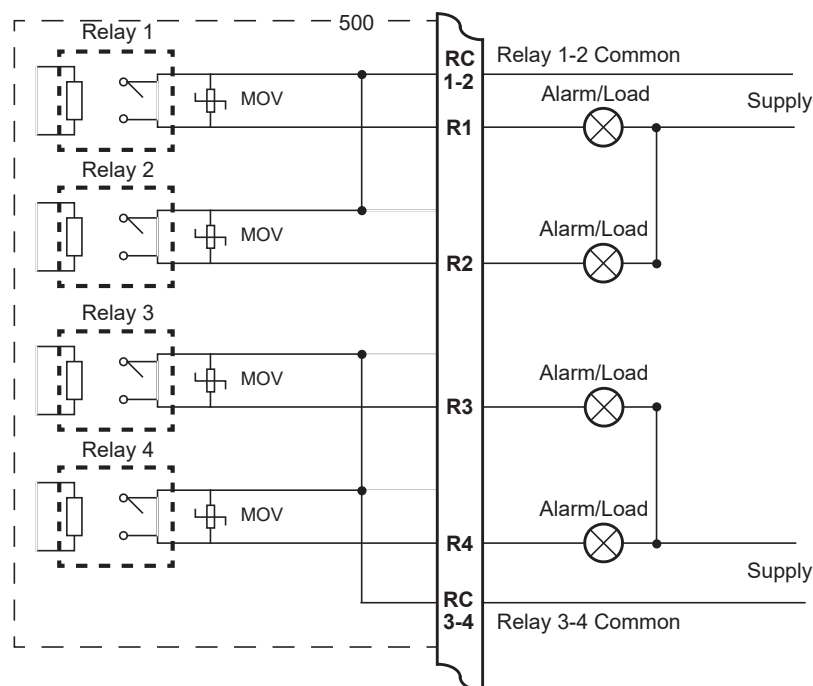 500
Relay 1
RC
1-2
Relay 1-2 Common
MOV
Alarm/Load
Supply
R1
Relay 2
MOV
Alarm/Load
R2
Relay 3
MOV
Alarm/Load
R3
Relay 4
MOV
Alarm/Load
R4
Supply
RC
3-4
Relay 3-4 Common